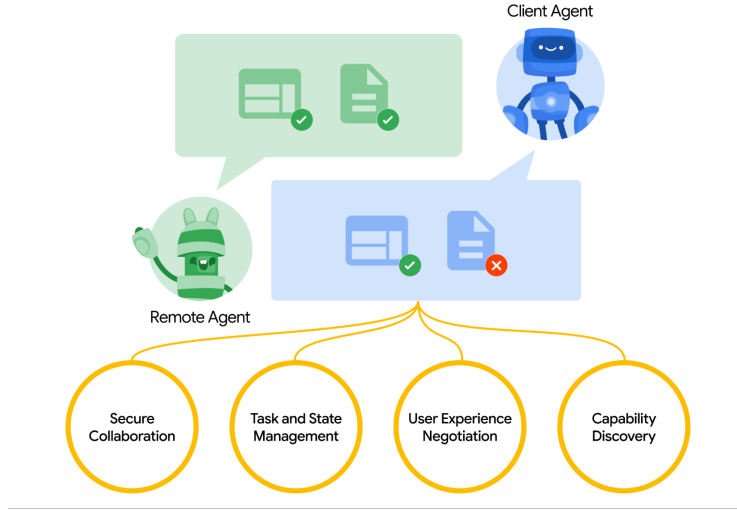 Client Agent
Remote Agent
Secure
Collaboration
Task and State
Management
User Experience
Negotiation
Capability
Discovery